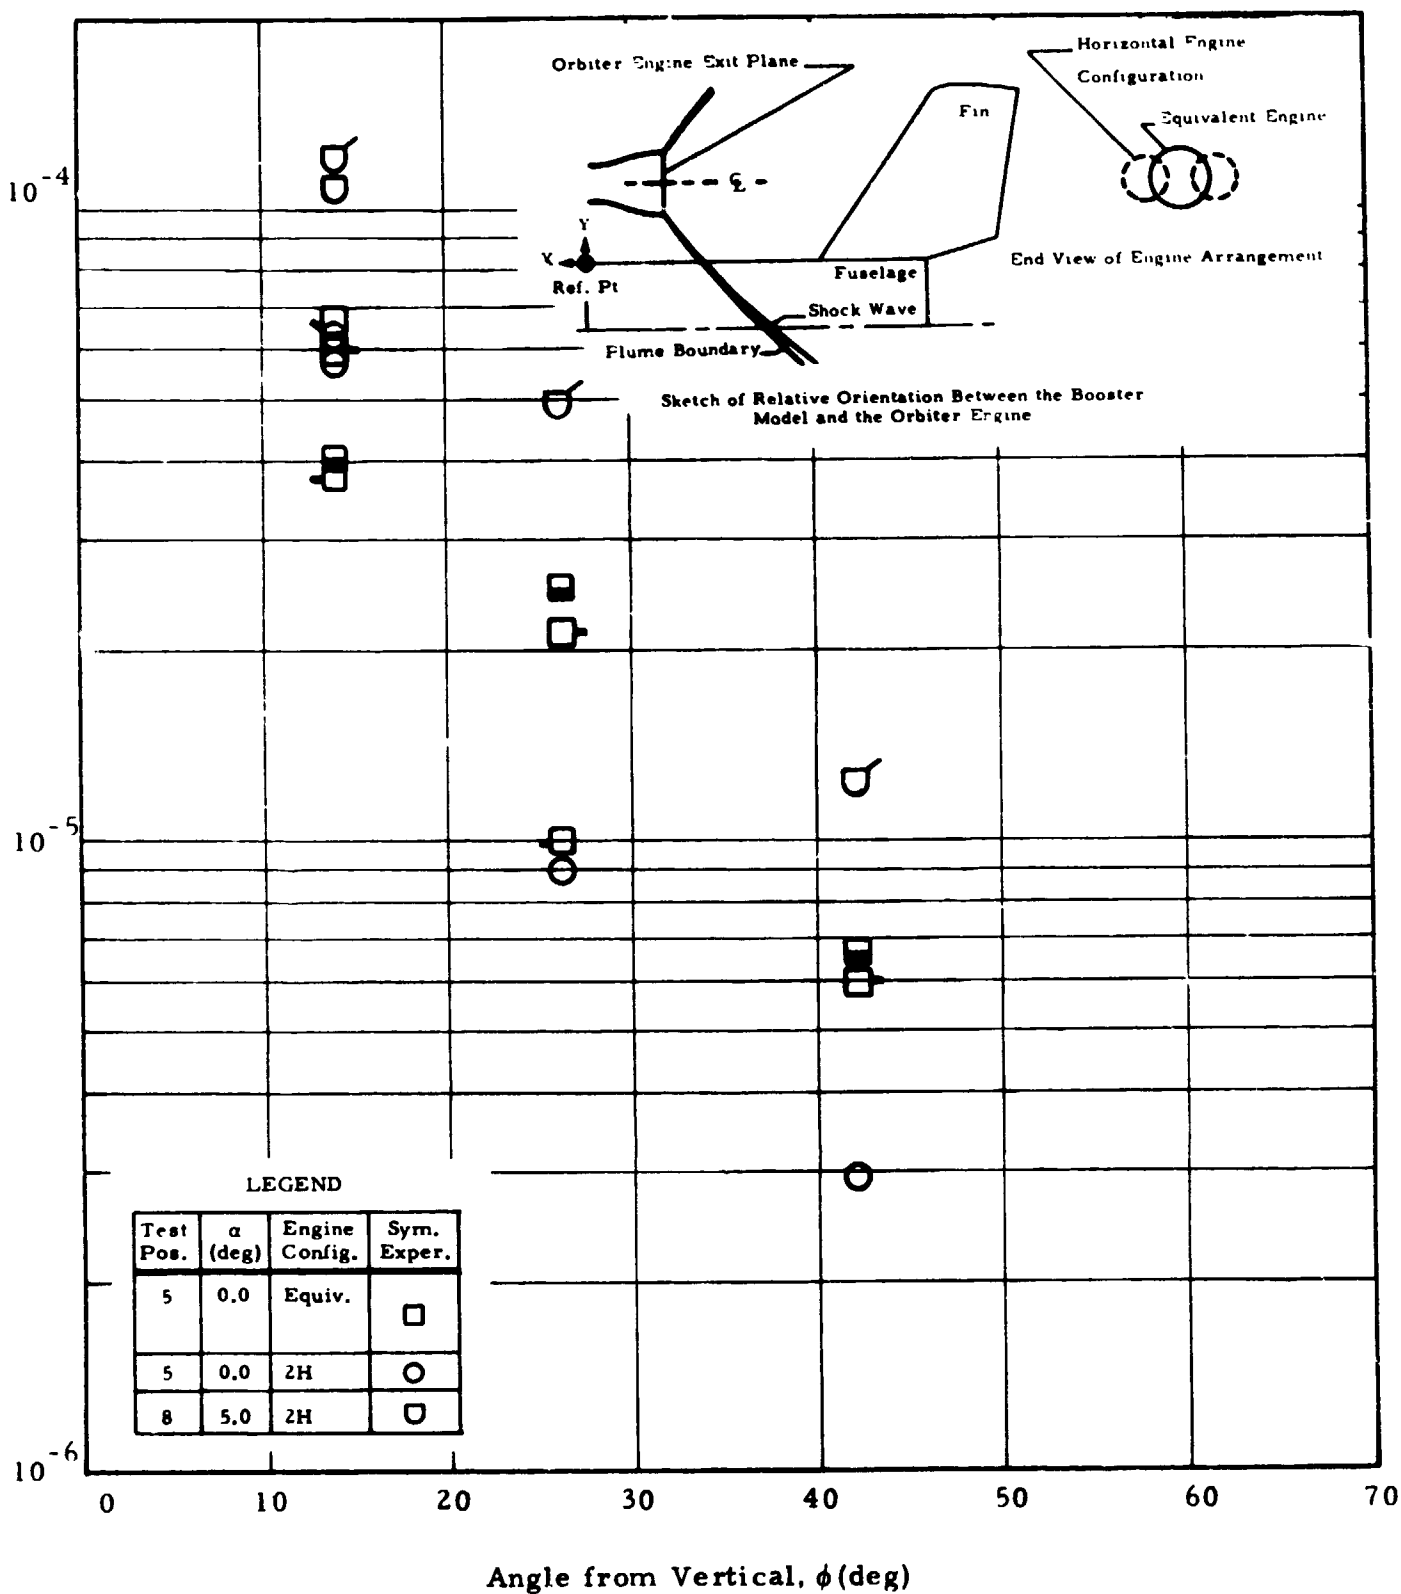 Orbiter Engine Exit Plane
Horizontal Engine
Configuration
Fin
Equivalent Engine
10-4
℄
Y
X
End View of Engine Arrangement
Fuselage
Ref. Pt
Shock Wave
Plume Boundary
Sketch of Relative Orientation Between the Booster
Model and the Orbiter Engine
10-5
LEGEND
Test Pos. α (deg) Engine Config. Sym. Exper.
5 0.0 Equiv.
5 0.0 2H
8 5.0 2H
10-6
0 10 20 30 40 50 60 70
Angle from Vertical, ϕ (deg)